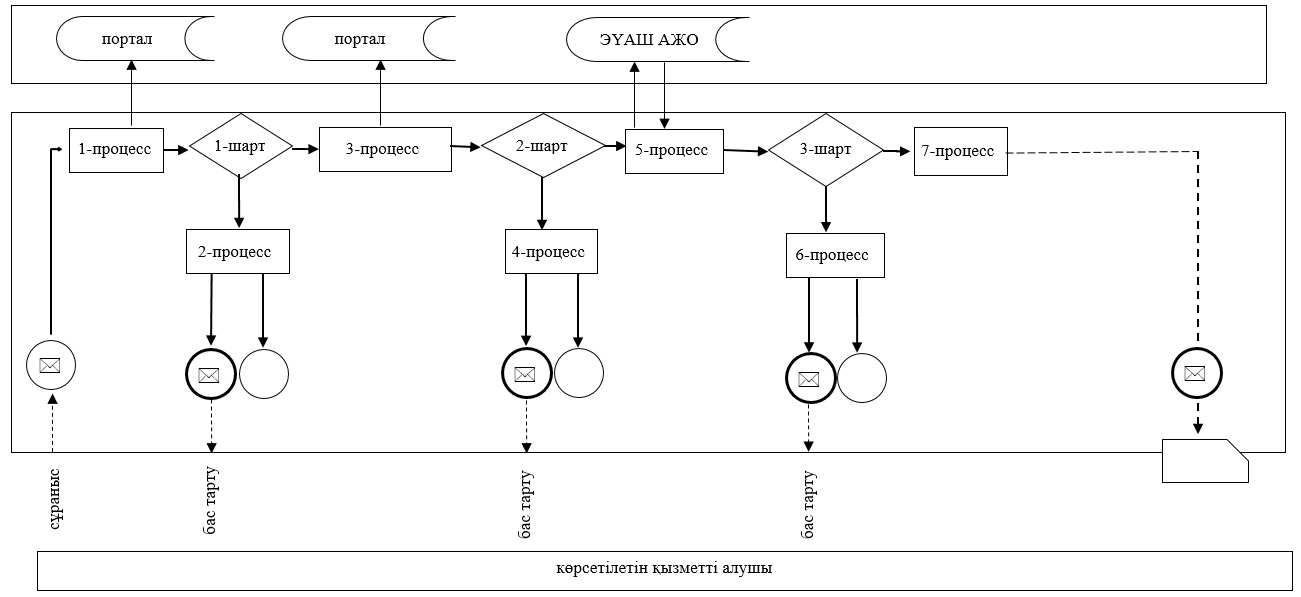 портал
портал
ЭҮАШ АЖО
1-процесс
1-шарт
3-процесс
2-шарт
5-процесс
3-шарт
7-процесс
2-процесс
4-процесс
6-процесс
сұраныс
бас тарту
бас тарту
бас тарту
көрсетілетін қызметті алушы